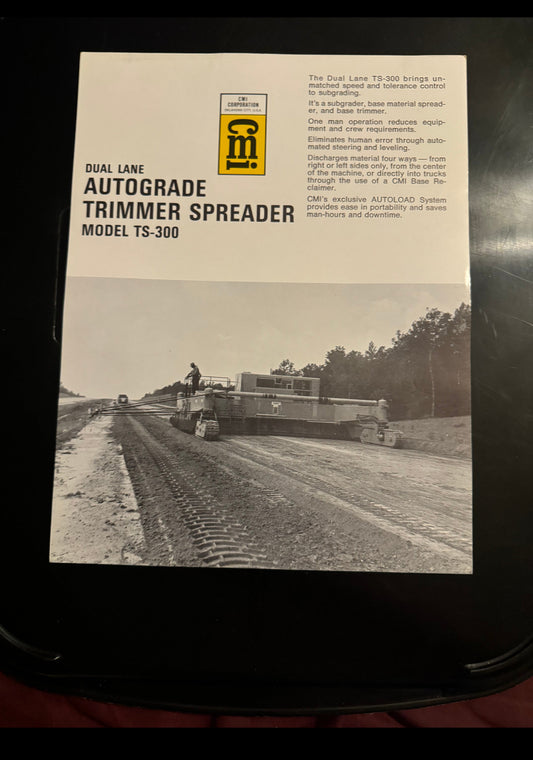 CMI
CORPORATION
OKLAHOMA CITY, U.S.A.
CMI
DUAL LANE
AUTOGRADE
TRIMMER SPREADER
MODEL TS-300
The Dual Lane TS-300 brings un-
matched speed and tolerance control
to subgrading.
It's a subgrader, base material spread-
er, and base trimmer.
One man operation reduces equip-
ment and crew requirements.
Eliminates human error through auto-
mated steering and leveling.
Discharges material four ways — from
right or left sides only, from the center
of the machine, or directly into trucks
through the use of a CMI Base Re-
claimer.
CMI's exclusive AUTOLOAD System
provides ease in portability and saves
man-hours and downtime.